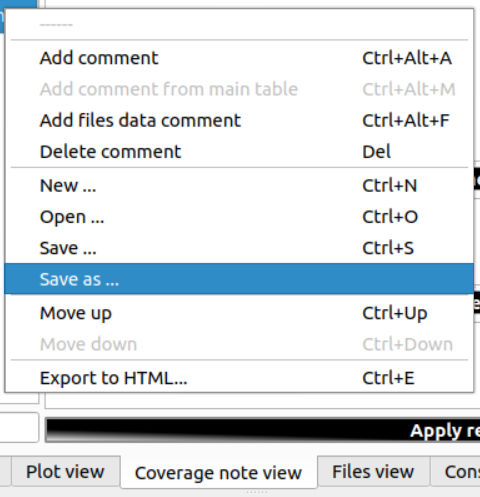 ------
Add comment Ctrl+Alt+A
Add comment from main table Ctrl+Alt+M
Add files data comment Ctrl+Alt+F
Delete comment Del
New ... Ctrl+N
Open ... Ctrl+O
Save ... Ctrl+S
Save as ...
Move up Ctrl+Up
Move down Ctrl+Down
Export to HTML... Ctrl+E
Apply
Plot view Coverage note view Files view